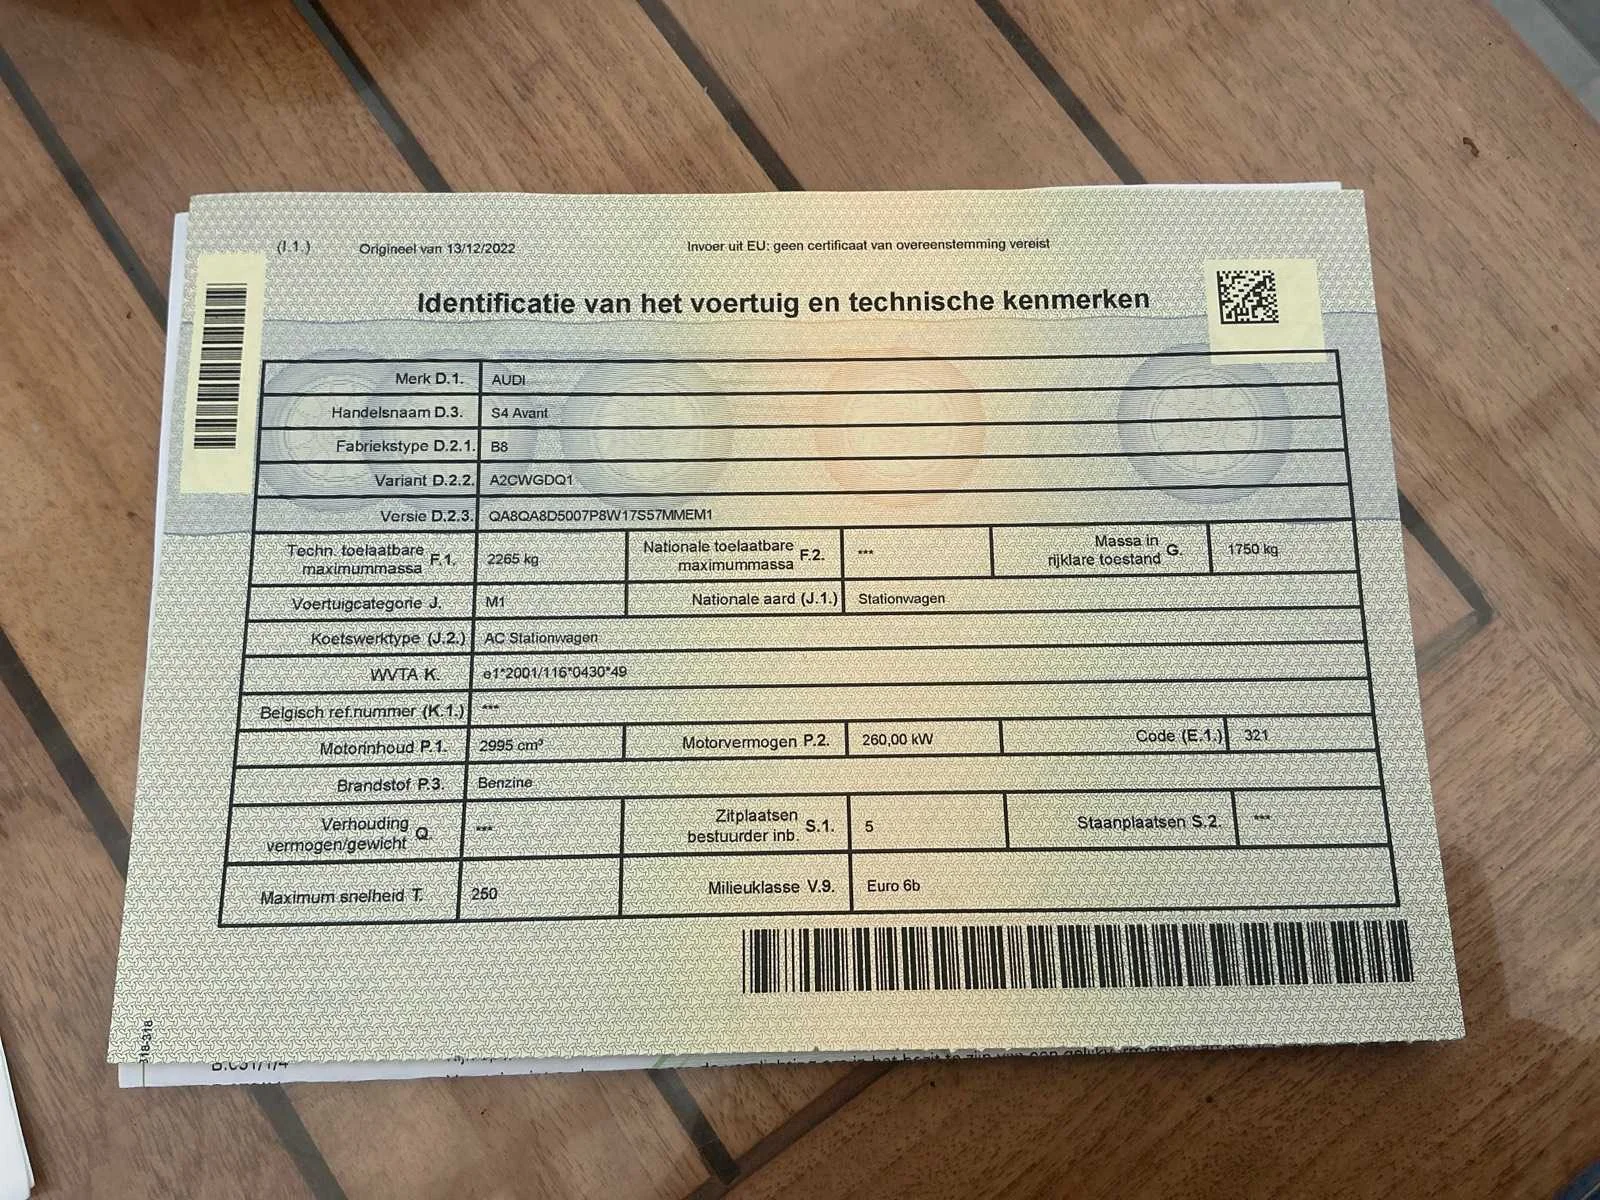 (I.1.) Origineel van 13/12/2022 Invoer uit EU: geen certificaat van overeenstemming vereist
Identificatie van het voertuig en technische kenmerken
Merk D.1. AUDI
Handelsnaam D.3. S4 Avant
Fabriekstype D.2.1. B8
Variant D.2.2. A2CWGDQ1
Versie D.2.3. QA8QA8D5007P8W17S57MMEM1
Techn. toelaatbare maximummassa F.1. 2265 kg Nationale toelaatbare maximummassa F.2. *** Massa in rijklare toestand G. 1750 kg
Voertuigcategorie J. M1 Nationale aard (J.1.) Stationwagen
Koetswerktype (J.2.) AC Stationwagen
WVTA K. e1*2001/116*0430*49
Belgisch ref.nummer (K.1.) ***
Motorinhoud P.1. 2995 cm³ Motorvermogen P.2. 260,00 kW Code (E.1.) 321
Brandstof P.3. Benzine
Verhouding vermogen/gewicht Q. *** Zitplaatsen bestuurder inb. S.1. 5 Staanplaatsen S.2. ***
Maximum snelheid T. 250 Milieuklasse V.9. Euro 6b
318-318